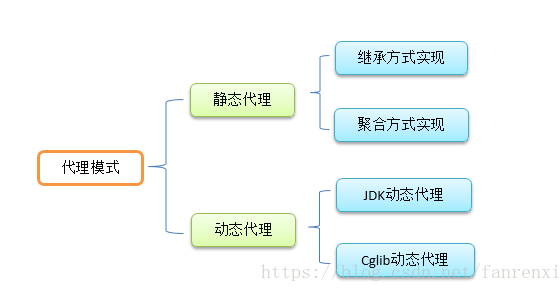 继承方式实现
静态代理
聚合方式实现
代理模式
JDK动态代理
动态代理
Cglib动态代理
https://blog.csdn.net/fanrenxi